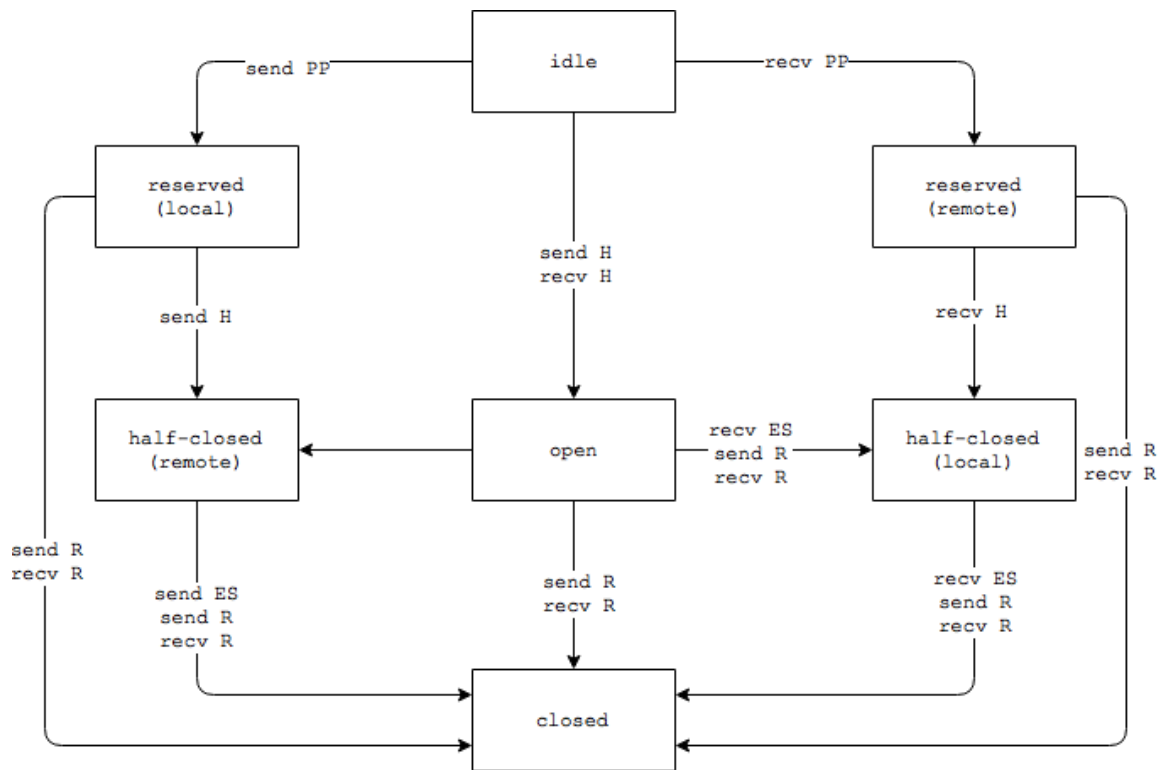 idle
send PP
recv PP
reserved
(local)
reserved
(remote)
send H
recv H
send H
recv H
half-closed
(remote)
open
recv ES
send R
recv R
half-closed
(local)
send R
recv R
send R
recv R
send ES
send R
recv R
send R
recv R
recv ES
send R
recv R
closed